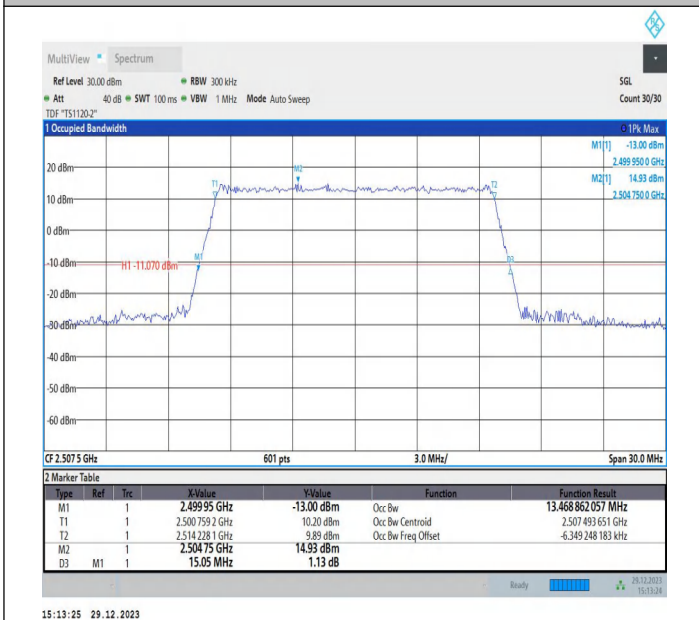 R&S
MultiView Spectrum
Ref Level 30.00 dBm RBW 300 kHz SGL
Att 40 dB SWT 100 ms VBW 1 MHz Mode Auto Sweep Count 30/30
TDF "TS1120-2"
1 Occupied Bandwidth 1Pk Max
M1[1] -13.00 dBm
2.499 950 0 GHz
M2[1] 14.93 dBm
2.504 750 0 GHz
20 dBm
M2
T1
T2
10 dBm
0 dBm
M1
D3
-10 dBm
H1 -11.070 dBm
-20 dBm
-30 dBm
-40 dBm
-50 dBm
-60 dBm
CF 2.507 5 GHz 601 pts 3.0 MHz/ Span 30.0 MHz
2 Marker Table
Type Ref Trc X-Value Y-Value Function Function Result
M1 1 2.499 95 GHz -13.00 dBm Occ Bw 13.468 862 057 MHz
T1 1 2.500 759 2 GHz 10.20 dBm Occ Bw Centroid 2.507 493 651 GHz
T2 1 2.514 228 1 GHz 9.89 dBm Occ Bw Freq Offset -6.349 248 183 kHz
M2 1 2.504 75 GHz 14.93 dBm
D3 M1 1 15.05 MHz 1.13 dB
Ready 29.12.2023
15:13:24
15:13:25 29.12.2023